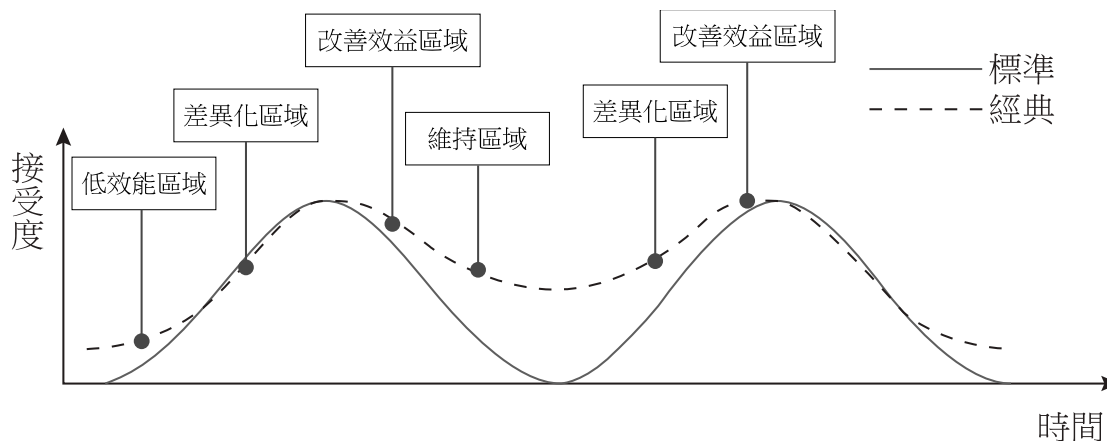 改善效益區域
改善效益區域
標準
經典
差異化區域
維持區域
差異化區域
低效能區域
接受度
時間